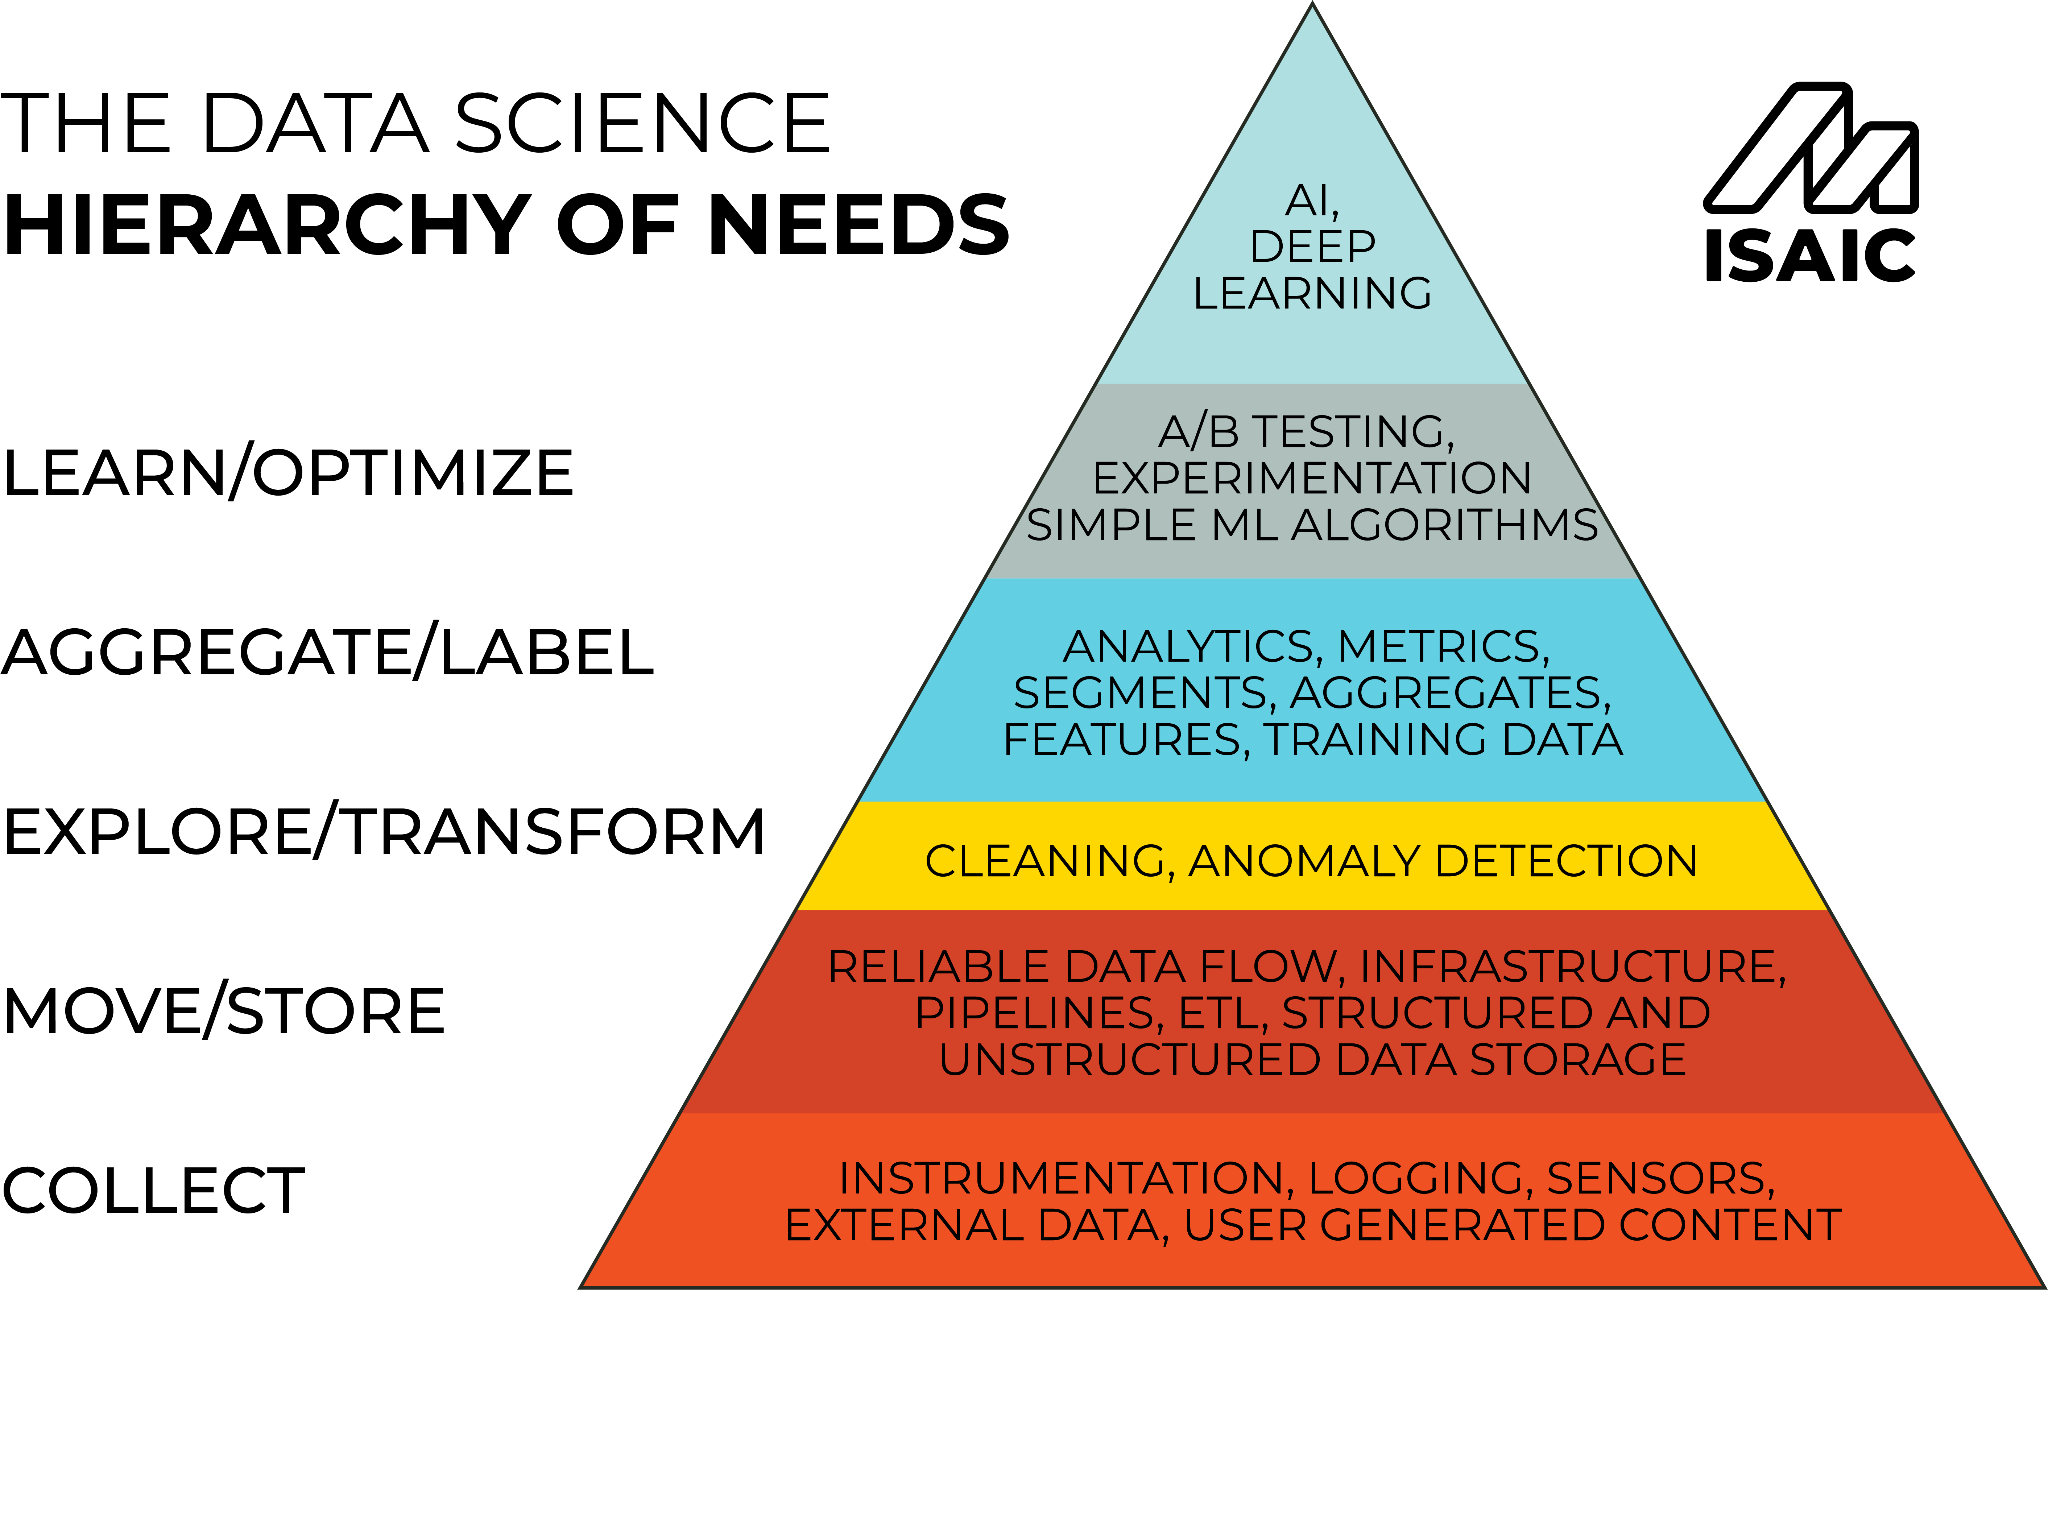 THE DATA SCIENCE
HIERARCHY OF NEEDS
ISAIC
LEARN/OPTIMIZE
AGGREGATE/LABEL
EXPLORE/TRANSFORM
MOVE/STORE
COLLECT
AI,
DEEP
LEARNING
A/B TESTING,
EXPERIMENTATION
SIMPLE ML ALGORITHMS
ANALYTICS, METRICS,
SEGMENTS, AGGREGATES,
FEATURES, TRAINING DATA
CLEANING, ANOMALY DETECTION
RELIABLE DATA FLOW, INFRASTRUCTURE,
PIPELINES, ETL, STRUCTURED AND
UNSTRUCTURED DATA STORAGE
INSTRUMENTATION, LOGGING, SENSORS,
EXTERNAL DATA, USER GENERATED CONTENT